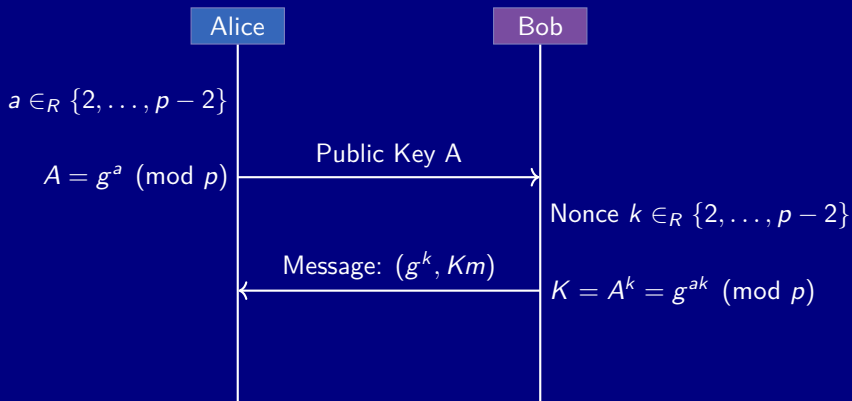 Alice
Bob
a ∈_R {2, …, p − 2}
Public Key A
A = g^a (mod p)
Nonce k ∈_R {2, …, p − 2}
Message: (g^k, Km)
K = A^k = g^{ak} (mod p)